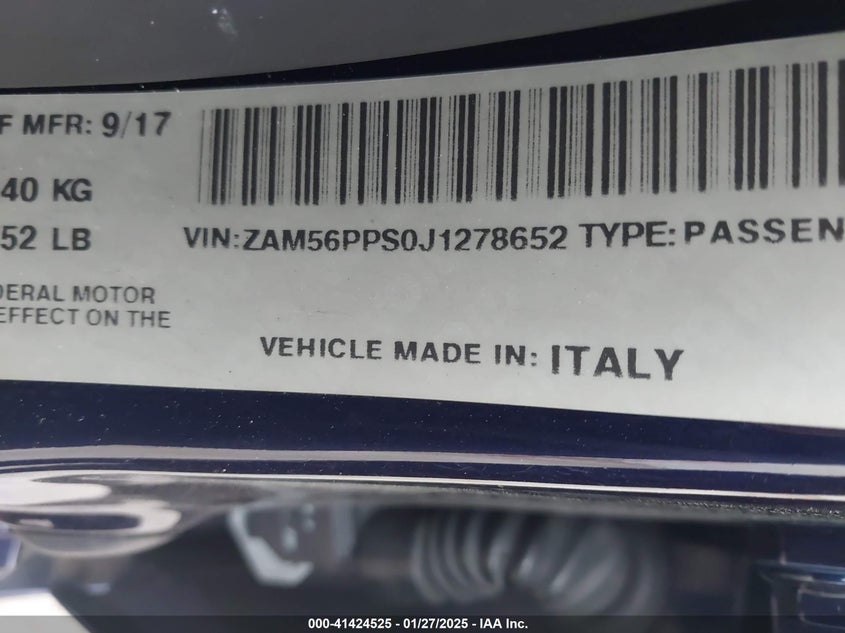 F MFR: 9/17
40 KG
52 LB
VIN:ZAM56PPS0J1278652 TYPE: PASSEN
DERAL MOTOR
EFFECT ON THE
VEHICLE MADE IN: ITALY
000-41424525 - 01/27/2025 - IAA Inc.